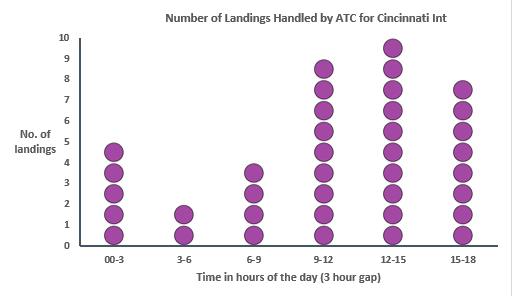 Number of Landings Handled by ATC for Cincinnati Int
10
9
8
7
6
5
4
3
2
1
0
No. of
landings
00-3 3-6 6-9 9-12 12-15 15-18
Time in hours of the day (3 hour gap)